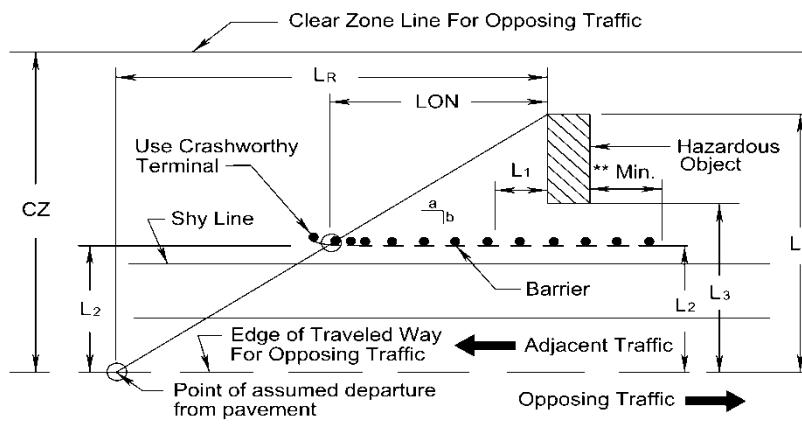 Clear Zone Line For Opposing Traffic
LR
LON
Use Crashworthy
Terminal
Hazardous
Object
L1
** Min.
CZ
a
b
Shy Line
L
L2
Barrier
L2
L3
Edge of Traveled Way
For Opposing Traffic
Adjacent Traffic
Point of assumed departure
from pavement
Opposing Traffic